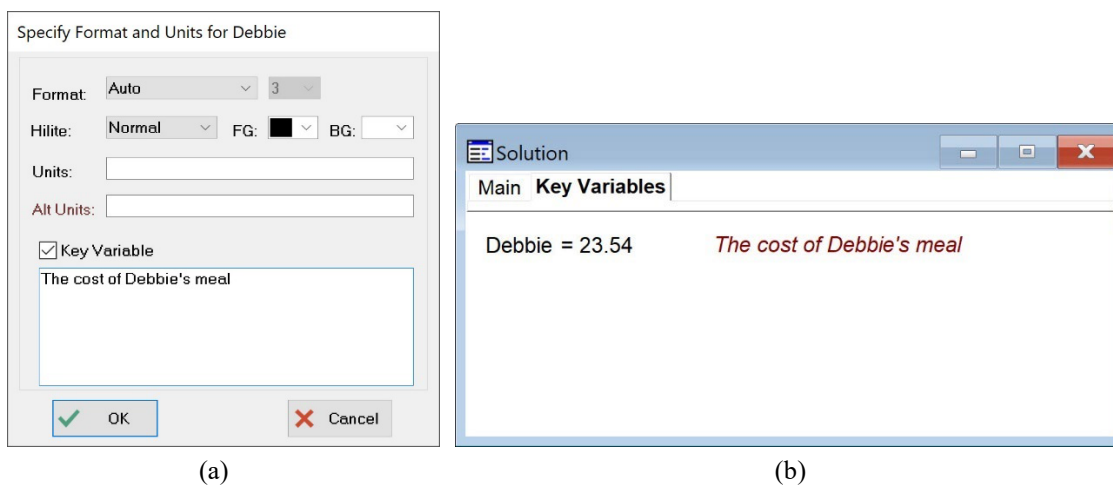 Specify Format and Units for Debbie
Format: Auto 3
Hilite: Normal FG: BG:
Units:
Alt Units:
Key Variable
The cost of Debbie's meal
OK Cancel
(a)
Solution
Main Key Variables
Debbie = 23.54 The cost of Debbie's meal
(b)